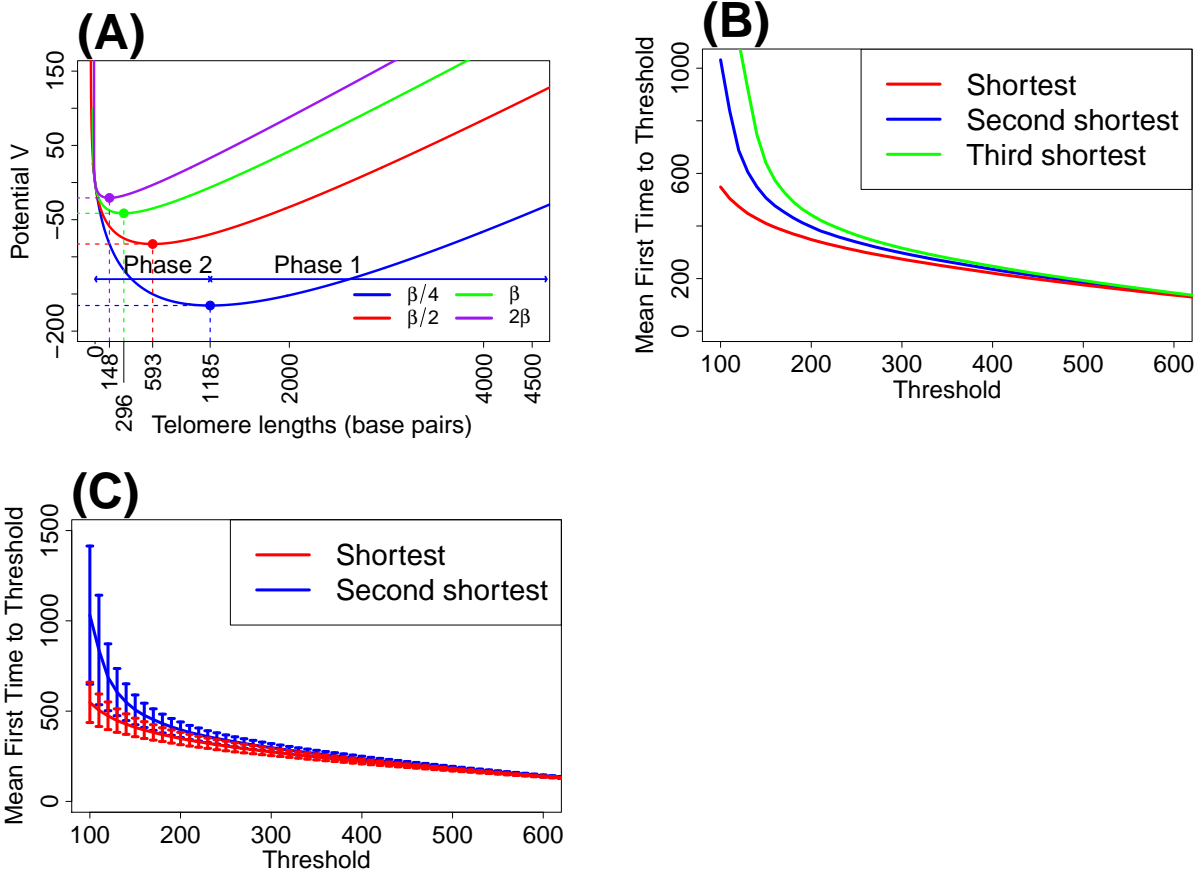 (A)
Potential V
150
50
−50
−200
Phase 2
Phase 1
β/4
β
β/2
2β
0
148
296
593
1185
2000
4000
4500
Telomere lengths (base pairs)
(B)
Mean First Time to Threshold
1000
600
200
0
Shortest
Second shortest
Third shortest
100
200
300
400
500
600
Threshold
(C)
Mean First Time to Threshold
1500
1000
500
0
Shortest
Second shortest
100
200
300
400
500
600
Threshold